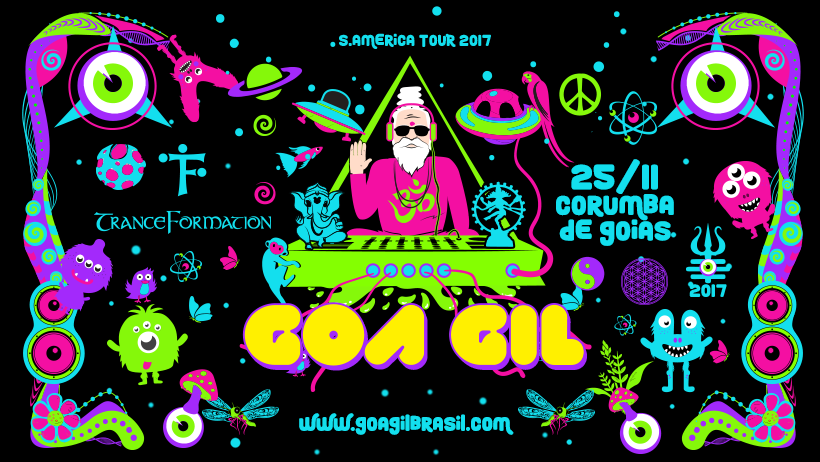 S.AMERICA TOUR 2017
F
TRANCEFORMATION
25/11
CORUMBA
DE GOIAS.
ॐ
2017
GOA GIL
WWW.GOAGILBRASIL.COM